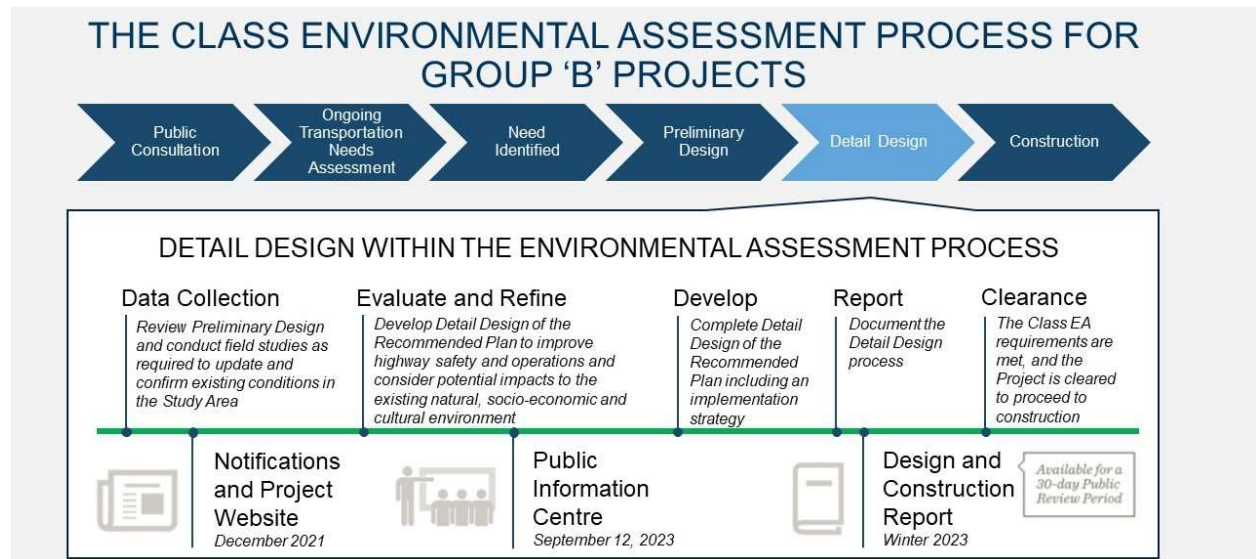 THE CLASS ENVIRONMENTAL ASSESSMENT PROCESS FOR
GROUP ‘B’ PROJECTS
Public
Consultation
Ongoing
Transportation
Needs
Assessment
Need
Identified
Preliminary
Design
Detail Design
Construction
DETAIL DESIGN WITHIN THE ENVIRONMENTAL ASSESSMENT PROCESS
Data Collection
Review Preliminary Design
and conduct field studies as
required to update and
confirm existing conditions in
the Study Area
Evaluate and Refine
Develop Detail Design of the
Recommended Plan to improve
highway safety and operations and
consider potential impacts to the
existing natural, socio-economic and
cultural environment
Develop
Complete Detail
Design of the
Recommended
Plan including an
implementation
strategy
Report
Document the
Detail Design
process
Clearance
The Class EA
requirements are
met, and the
Project is cleared
to proceed to
construction
Notifications
and Project
Website
December 2021
Public
Information
Centre
September 12, 2023
Design and
Construction
Report
Winter 2023
Available for a
30-day Public
Review Period